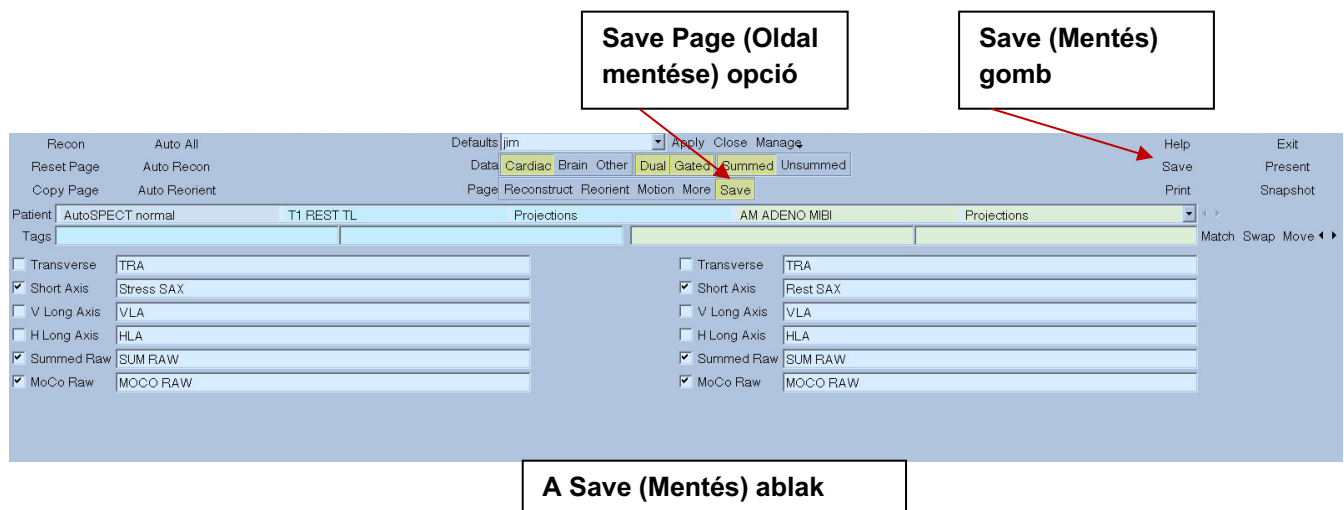 Save Page (Oldal
mentése) opció
Save (Mentés)
gomb
Recon Auto All Defaults jim Apply Close Manage Help Exit
Reset Page Auto Recon Data Cardiac Brain Other Dual Gated Summed Unsummed Save Present
Copy Page Auto Reorient Page Reconstruct Reorient Motion More Save Print Snapshot
Patient AutoSPECT normal T1 REST TL Projections AM ADENO MIBI Projections
Tags Match Swap Move
Transverse TRA Transverse TRA
Short Axis Stress SAX Short Axis Rest SAX
V Long Axis VLA V Long Axis VLA
H Long Axis HLA H Long Axis HLA
Summed Raw SUM RAW Summed Raw SUM RAW
MoCo Raw MOCO RAW MoCo Raw MOCO RAW
A Save (Mentés) ablak